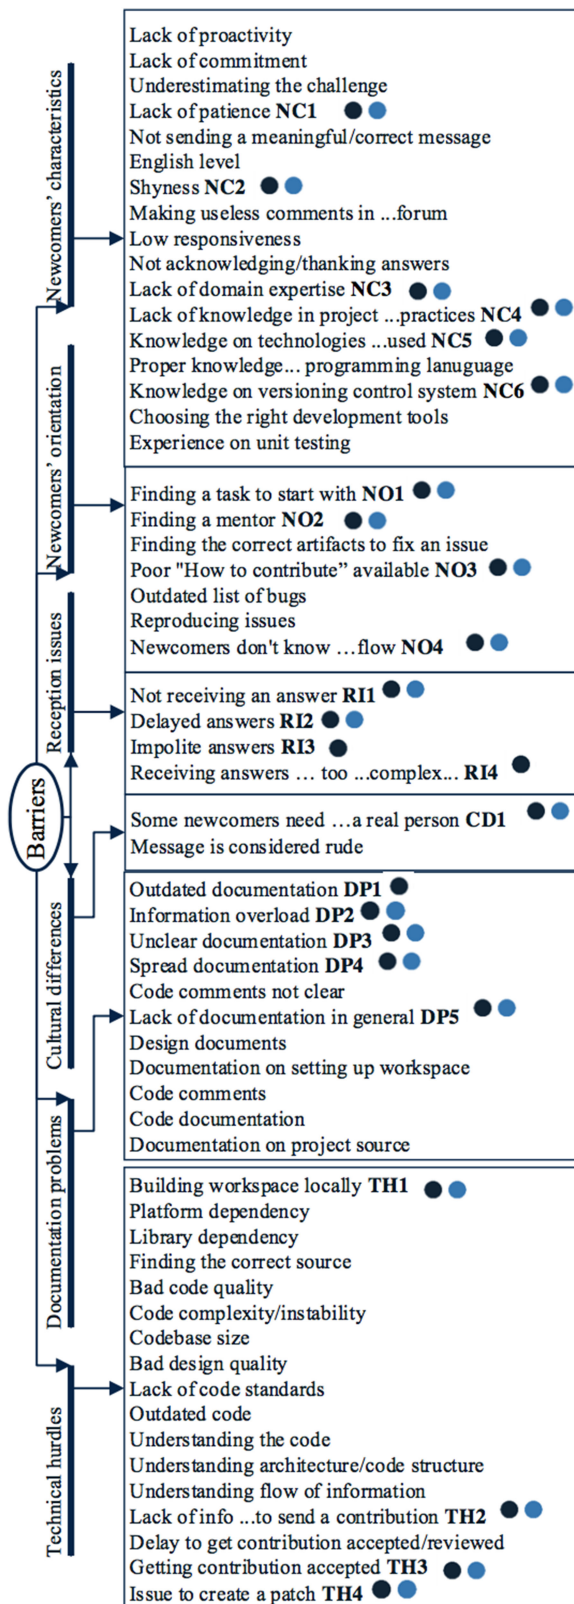 Barriers
Newcomers' characteristics
Lack of proactivity
Lack of commitment
Underestimating the challenge
Lack of patience NC1
Not sending a meaningful/correct message
English level
Shyness NC2
Making useless comments in ...forum
Low responsiveness
Not acknowledging/thanking answers
Lack of domain expertise NC3
Lack of knowledge in project ...practices NC4
Knowledge on technologies ...used NC5
Proper knowledge... programming lanuguage
Knowledge on versioning control system NC6
Choosing the right development tools
Experience on unit testing
Newcomers' orientation
Finding a task to start with NO1
Finding a mentor NO2
Finding the correct artifacts to fix an issue
Poor "How to contribute” available NO3
Outdated list of bugs
Reproducing issues
Newcomers don't know …flow NO4
Reception issues
Not receiving an answer RI1
Delayed answers RI2
Impolite answers RI3
Receiving answers … too ...complex... RI4
Cultural differences
Some newcomers need …a real person CD1
Message is considered rude
Documentation problems
Outdated documentation DP1
Information overload DP2
Unclear documentation DP3
Spread documentation DP4
Code comments not clear
Lack of documentation in general DP5
Design documents
Documentation on setting up workspace
Code comments
Code documentation
Documentation on project source
Technical hurdles
Building workspace locally TH1
Platform dependency
Library dependency
Finding the correct source
Bad code quality
Code complexity/instability
Codebase size
Bad design quality
Lack of code standards
Outdated code
Understanding the code
Understanding architecture/code structure
Understanding flow of information
Lack of info ...to send a contribution TH2
Delay to get contribution accepted/reviewed
Getting contribution accepted TH3
Issue to create a patch TH4